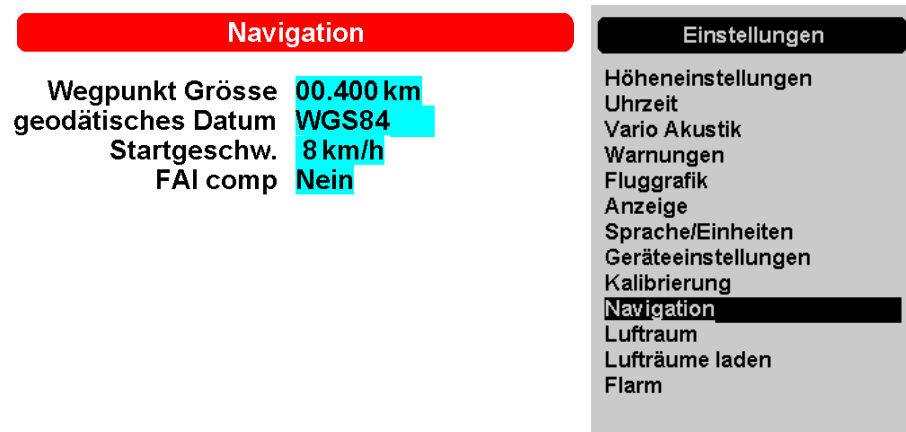 Navigation
Wegpunkt Grösse 00.400 km
geodätisches Datum WGS84
Startgeschw. 8 km/h
FAI comp Nein
Einstellungen
Höheneinstellungen
Uhrzeit
Vario Akustik
Warnungen
Fluggrafik
Anzeige
Sprache/Einheiten
Geräteeinstellungen
Kalibrierung
Navigation
Luftraum
Lufträume laden
Flarm